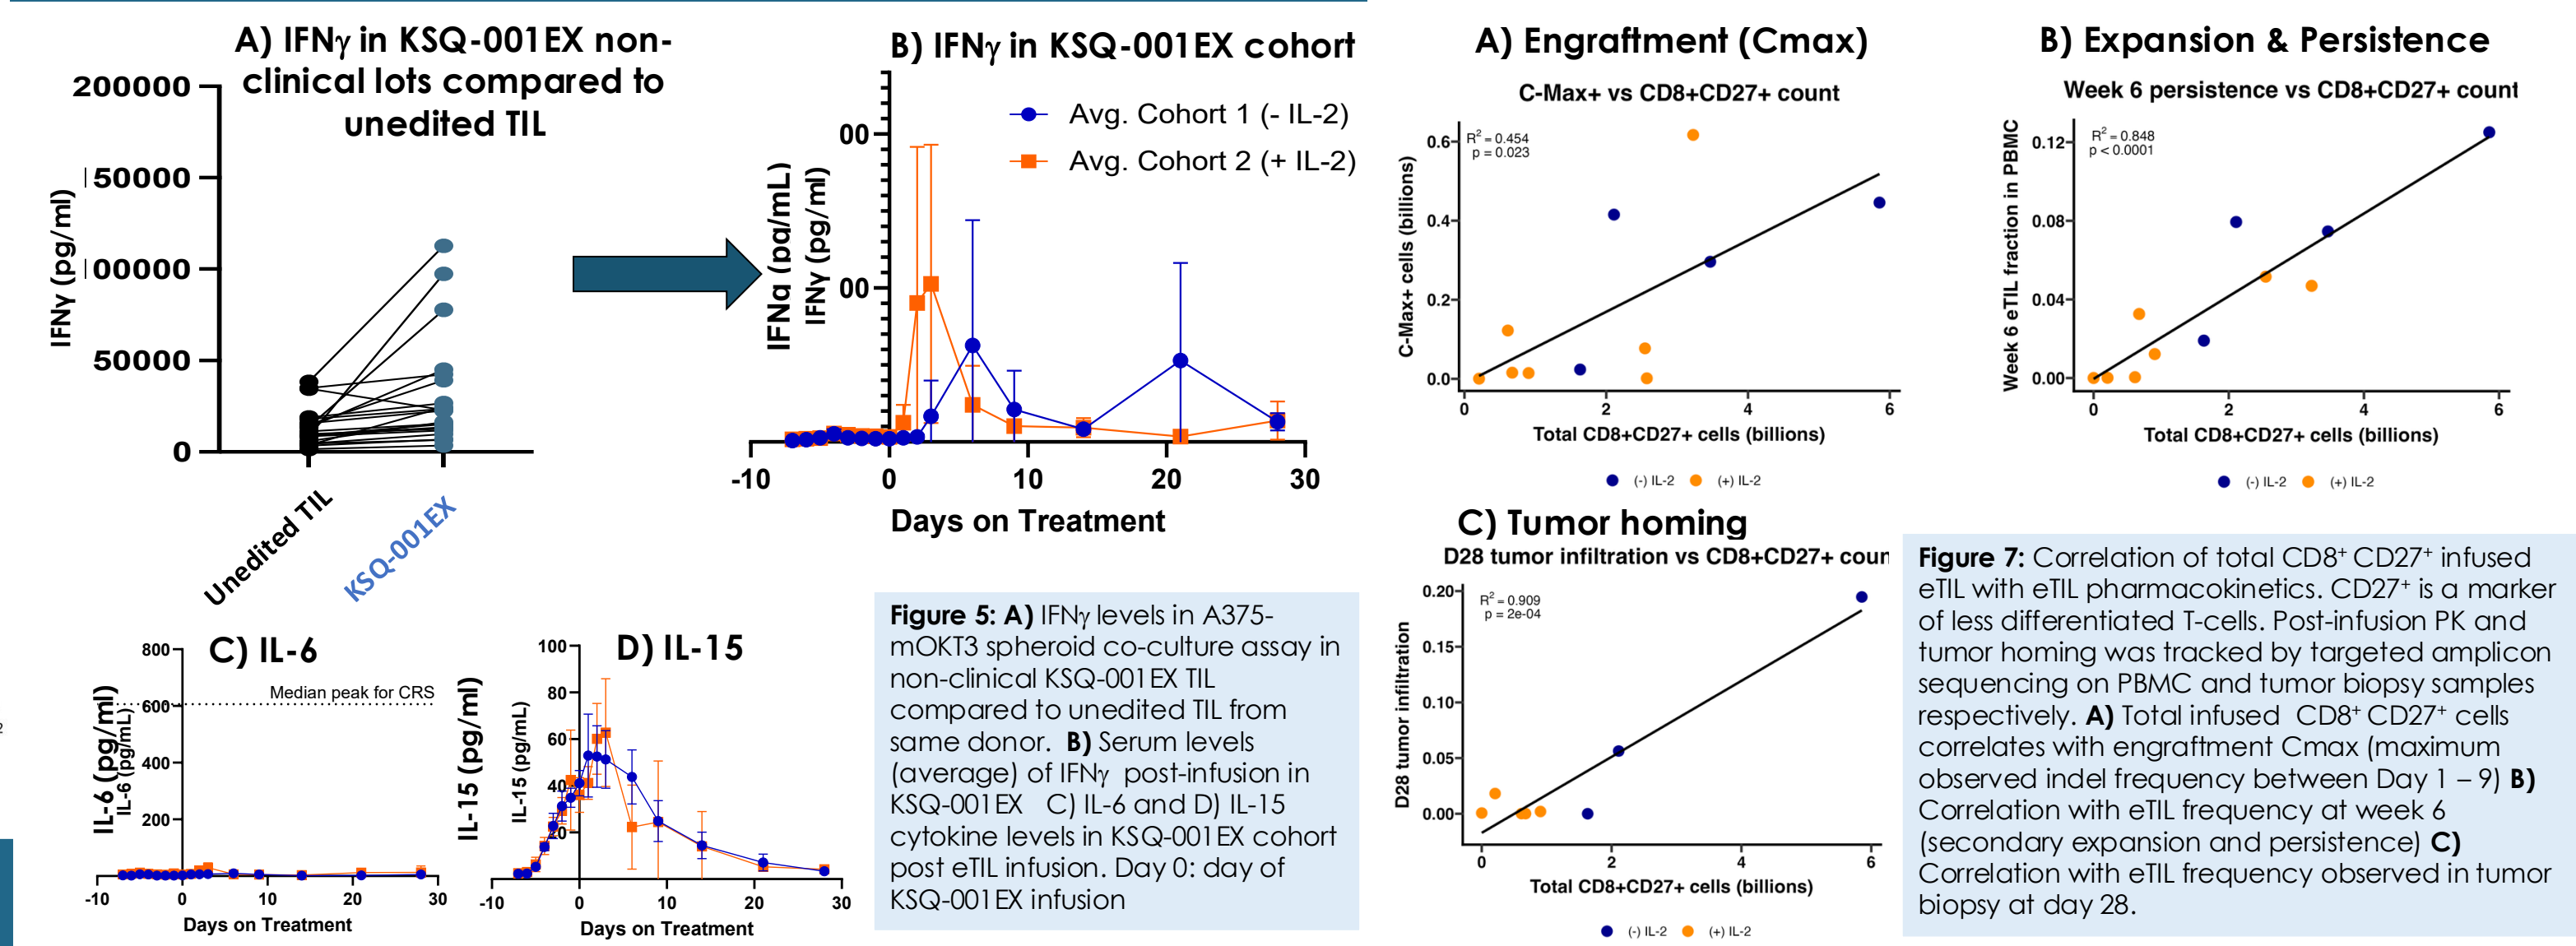 A) IFNγ in KSQ-001EX non-
clinical lots compared to
unedited TIL
200000
50000
00000
50000
0
IFNγ (pg/ml)
Unedited TIL
KSQ-001EX
B) IFNγ in KSQ-001EX cohort
Avg. Cohort 1 (- IL-2)
Avg. Cohort 2 (+ IL-2)
00
00
IFNα (pg/mL)
IFNγ (pg/ml)
-10
0
10
20
30
Days on Treatment
C) IL-6
800
600
400
200
Median peak for CRS
IL-6 (pg/ml)
IL-6 (pg/mL)
-10
0
10
20
30
Days on Treatment
D) IL-15
100
80
60
40
20
IL-15 (pg/ml)
IL-15 (pg/mL)
-10
0
10
20
30
Days on Treatment
Figure 5: A) IFNγ levels in A375-
mOKT3 spheroid co-culture assay in
non-clinical KSQ-001EX TIL
compared to unedited TIL from
same donor. B) Serum levels
(average) of IFNγ post-infusion in
KSQ-001EX C) IL-6 and D) IL-15
cytokine levels in KSQ-001EX cohort
post eTIL infusion. Day 0: day of
KSQ-001EX infusion
A) Engraftment (Cmax)
C-Max+ vs CD8+CD27+ count
R² = 0.454
p = 0.023
0.6
0.4
0.2
0.0
C-Max+ cells (billions)
0
2
4
6
Total CD8+CD27+ cells (billions)
(-) IL-2
(+) IL-2
B) Expansion & Persistence
Week 6 persistence vs CD8+CD27+ count
R² = 0.848
p < 0.0001
0.12
0.08
0.04
0.00
Week 6 eTIL fraction in PBMC
0
2
4
6
Total CD8+CD27+ cells (billions)
(-) IL-2
(+) IL-2
C) Tumor homing
D28 tumor infiltration vs CD8+CD27+ coun
R² = 0.909
p = 2e-04
0.20
0.15
0.10
0.05
0.00
D28 tumor infiltration
0
2
4
6
Total CD8+CD27+ cells (billions)
(-) IL-2
(+) IL-2
Figure 7: Correlation of total CD8⁺ CD27⁺ infused
eTIL with eTIL pharmacokinetics. CD27⁺ is a marker
of less differentiated T-cells. Post-infusion PK and
tumor homing was tracked by targeted amplicon
sequencing on PBMC and tumor biopsy samples
respectively. A) Total infused CD8⁺ CD27⁺ cells
correlates with engraftment Cmax (maximum
observed indel frequency between Day 1 – 9) B)
Correlation with eTIL frequency at week 6
(secondary expansion and persistence) C)
Correlation with eTIL frequency observed in tumor
biopsy at day 28.